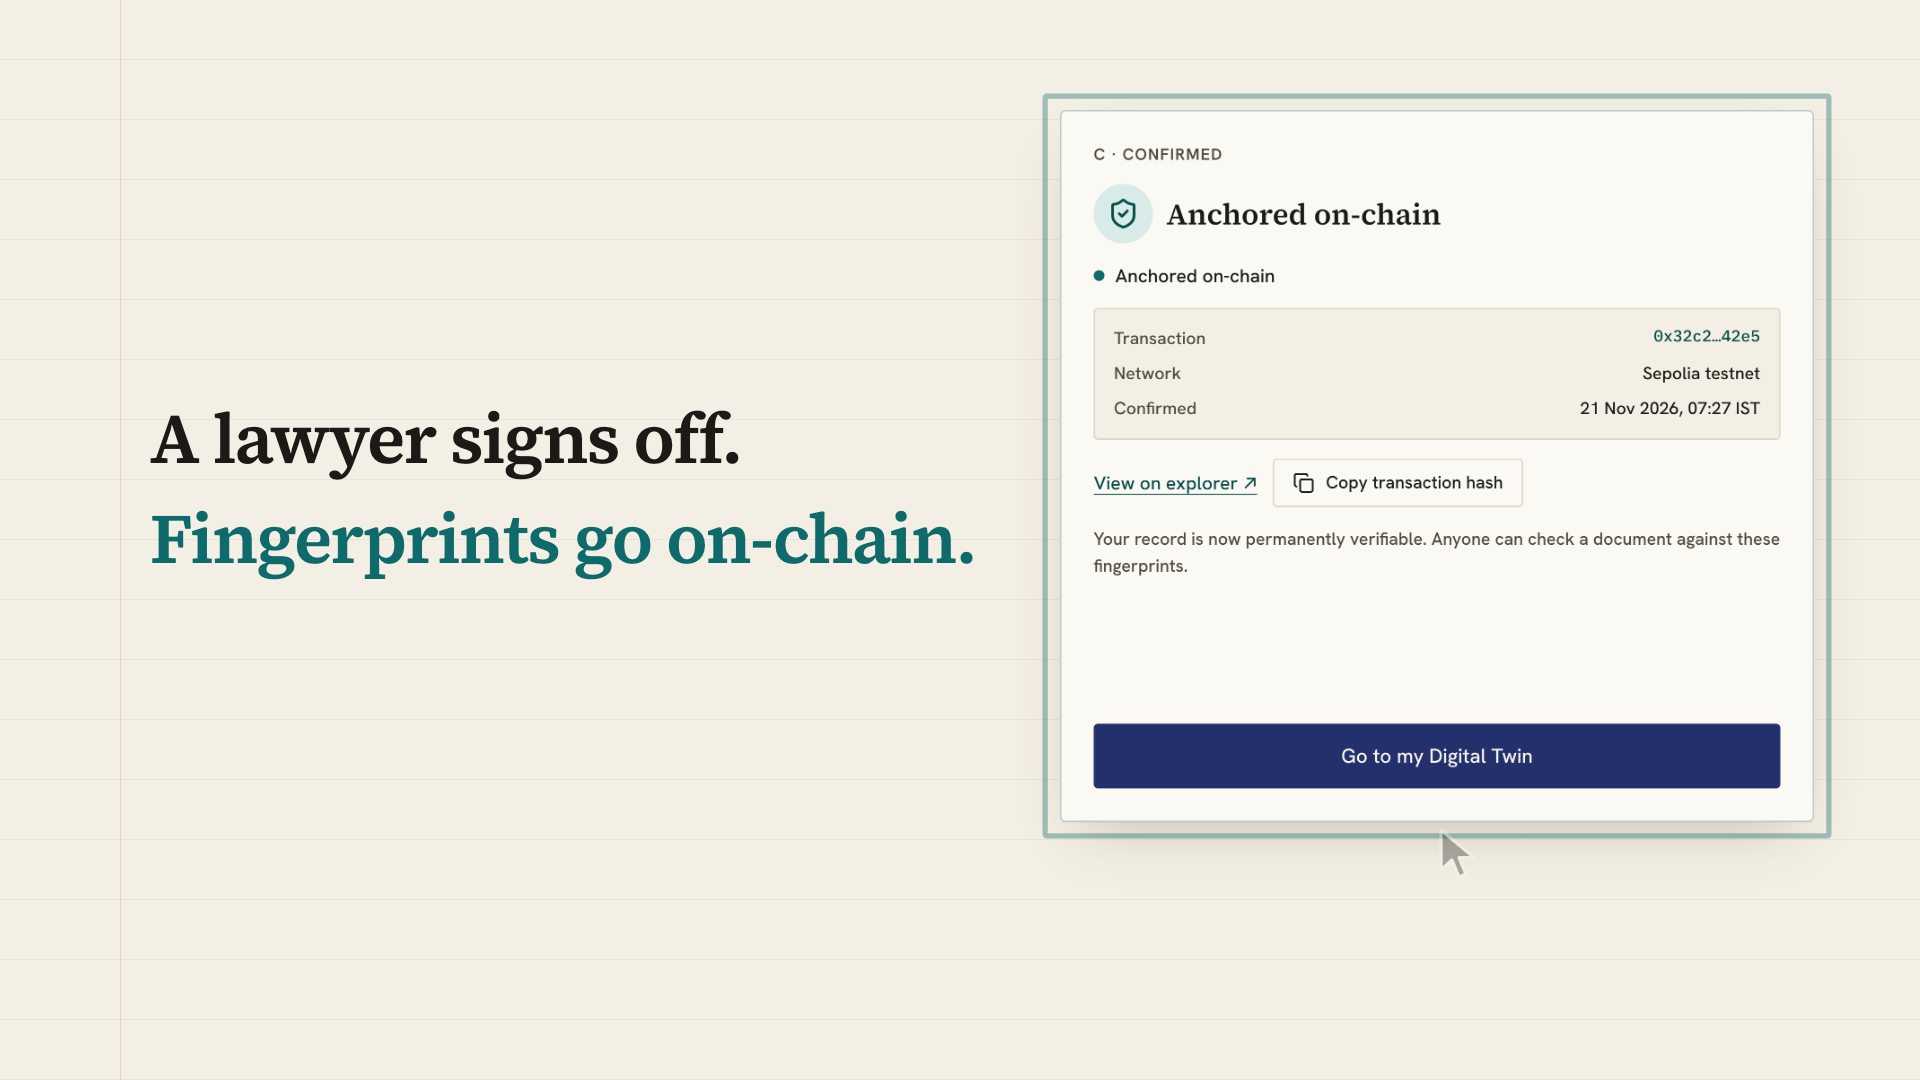 A lawyer signs off.
Fingerprints go on-chain.
C · CONFIRMED
Anchored on-chain
Anchored on-chain
Transaction 0x32c2…42e5
Network Sepolia testnet
Confirmed 21 Nov 2026, 07:27 IST
View on explorer ↗ Copy transaction hash
Your record is now permanently verifiable. Anyone can check a document against these
fingerprints.
Go to my Digital Twin